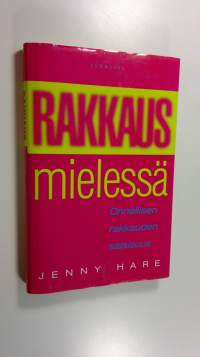 RAKKAUS
mielessä
Onnellisen
rakkauden
salaisuus
JENNY HARE